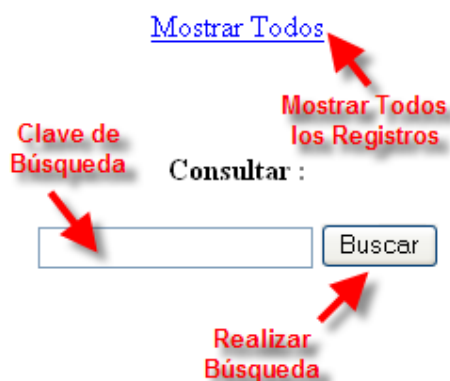 Mostrar Todos
Mostrar Todos
los Registros
Clave de
Búsqueda
Consultar :
Buscar
Realizar
Búsqueda